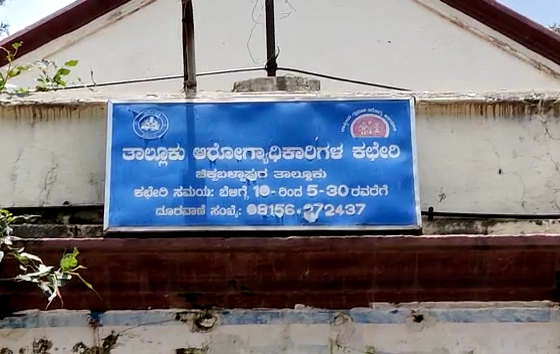 ತಾಲ್ಲೂಕು ಆರೋಗ್ಯಾಧಿಕಾರಿಗಳ ಕಛೇರಿ
ಚಿಕ್ಕಬಳ್ಳಾಪುರ ತಾಲ್ಲೂಕು
ಕಛೇರಿ ಸಮಯ: ಬೆಳಗ್ಗೆ 10-ರಿಂದ 5-30 ರವರೆಗೆ
ದೂರವಾಣಿ ಸಂಖ್ಯೆ: 08156-272437